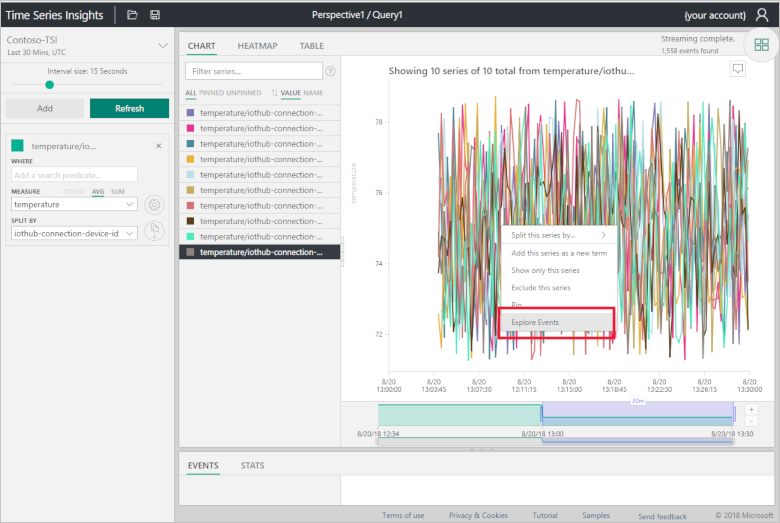 Time Series Insights
Perspective1 / Query1
{your account}
Contoso-TSI
Last 30 Mins, UTC
Interval size: 15 Seconds
Add
Refresh
temperature/io...
WHERE
Add a search predicate...
MEASURE
COUNT
AVG
SUM
temperature
SPLIT BY
iothub-connection-device-id
CHART
HEATMAP
TABLE
Streaming complete.
1,558 events found
Filter series...
ALL PINNED UNPINNED
VALUE NAME
temperature/iothub-connection-...
temperature/iothub-connection-...
temperature/iothub-connection-...
temperature/iothub-connection-...
temperature/iothub-connection-...
temperature/iothub-connection-...
temperature/iothub-connection-...
temperature/iothub-connection-...
temperature/iothub-connection-...
temperature/iothub-connection-...
Showing 10 series of 10 total from temperature/iothu...
temperature
78
76
74
72
Split this series by...
Add this series as a new term
Show only this series
Exclude this series
Pin
Explore Events
8/20 13:00:00
8/20 13:03:45
8/20 13:07:30
8/20 13:11:15
8/20 13:15:00
8/20 13:18:45
8/20 13:22:30
8/20 13:26:15
8/20 13:30:00
30m
+
-
8/20/18 12:34
8/20/18 13:00
8/20/18 13:30
EVENTS
STATS
Terms of use
Privacy & Cookies
Tutorial
Samples
Send feedback
© 2018 Microsoft